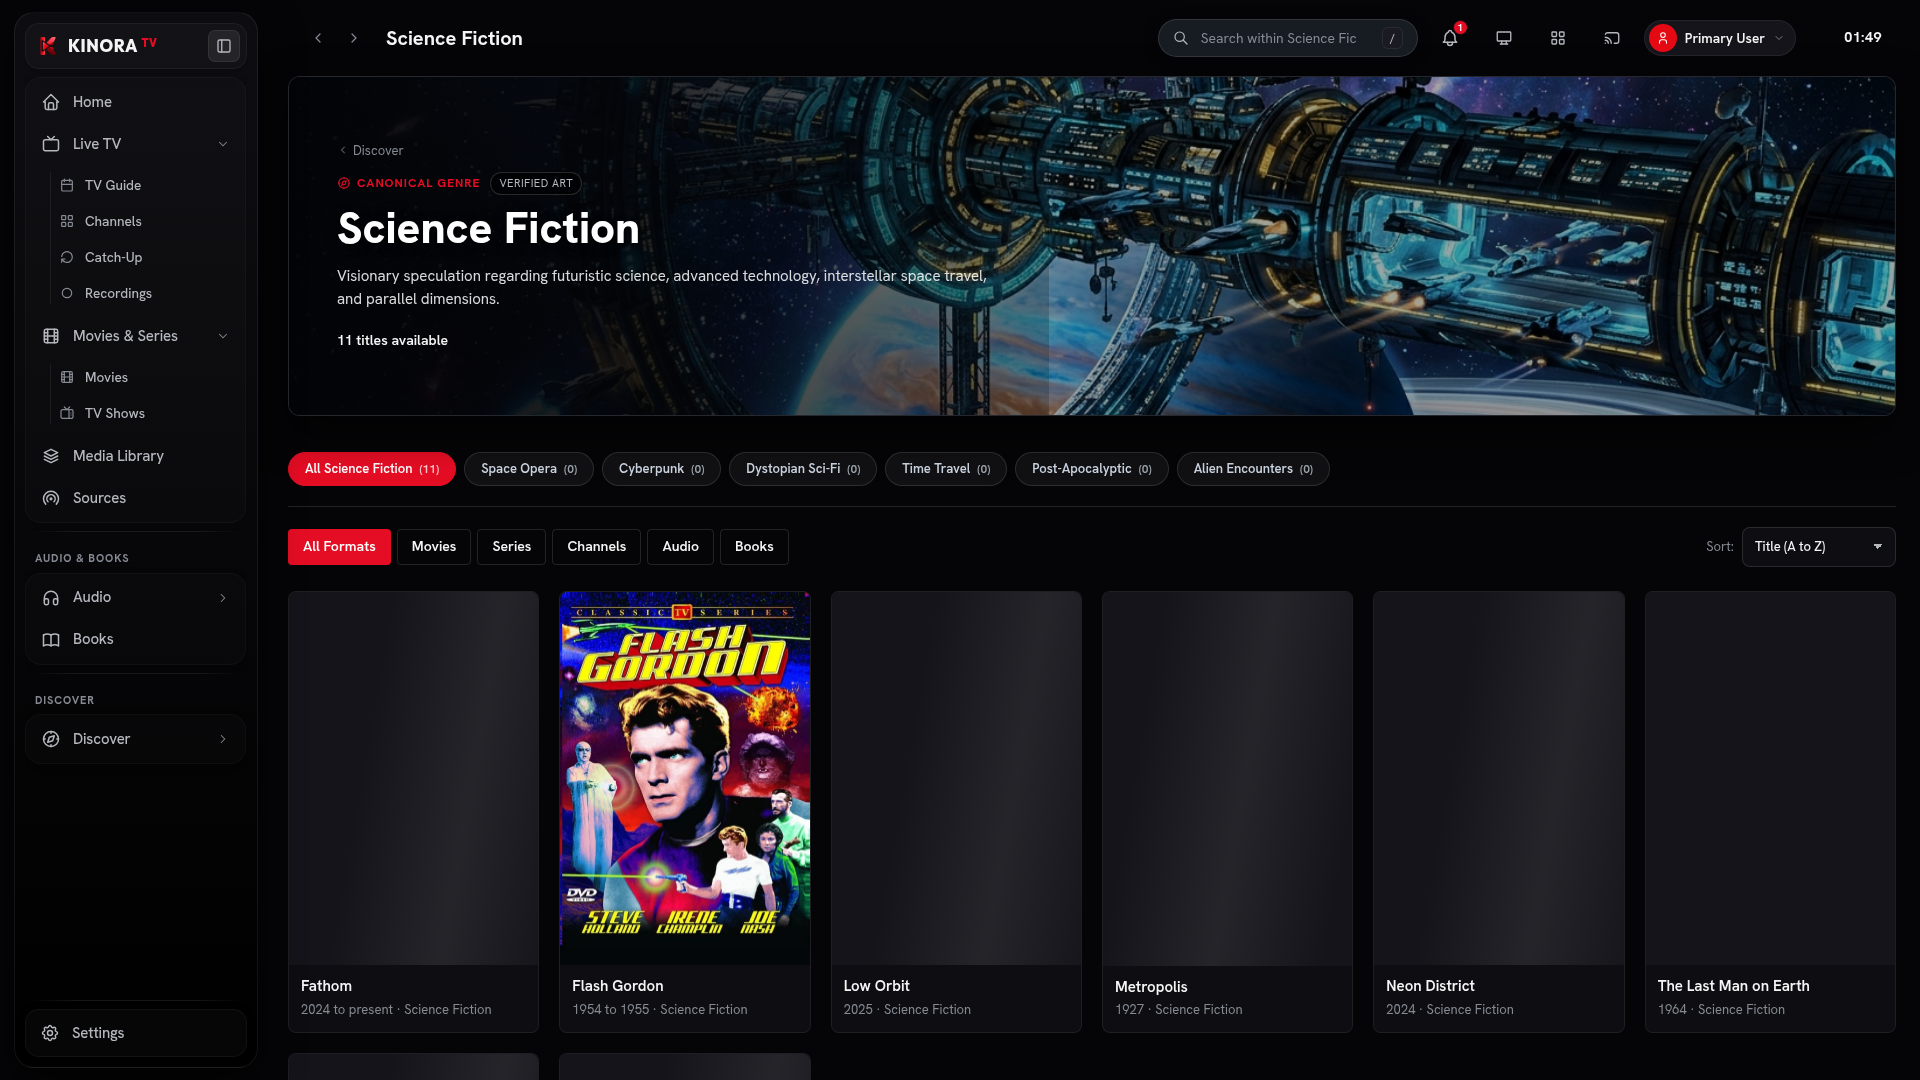 KINORA TV
Science Fiction
Search within Science Fic
/
1
Primary User
01:49
Home
Live TV
TV Guide
Channels
Catch-Up
Recordings
Movies & Series
Movies
TV Shows
Media Library
Sources
AUDIO & BOOKS
Audio
Books
DISCOVER
Discover
Settings
Discover
CANONICAL GENRE
VERIFIED ART
Science Fiction
Visionary speculation regarding futuristic science, advanced technology, interstellar space travel,
and parallel dimensions.
11 titles available
All Science Fiction (11)
Space Opera (0)
Cyberpunk (0)
Dystopian Sci-Fi (0)
Time Travel (0)
Post-Apocalyptic (0)
Alien Encounters (0)
All Formats
Movies
Series
Channels
Audio
Books
Sort:
Title (A to Z)
CLASSIC TV SERIES
FLASH
GORDON
DVD
VIDEO
STEVE HOLLAND
IRENE CHAMPLIN
JOE NASH
Fathom
2024 to present · Science Fiction
Flash Gordon
1954 to 1955 · Science Fiction
Low Orbit
2025 · Science Fiction
Metropolis
1927 · Science Fiction
Neon District
2024 · Science Fiction
The Last Man on Earth
1964 · Science Fiction